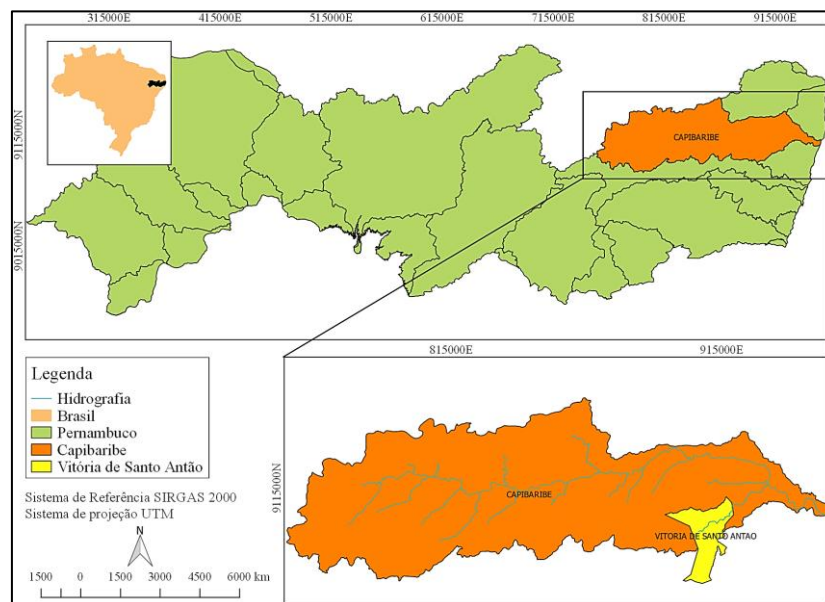 315000E 415000E 515000E 615000E 715000E 815000E 915000E
9115000N
CAPIBARIBE
9015000N
815000E 915000E
Legenda
Hidrografia
Brasil
Pernambuco
Capibaribe
Vitória de Santo Antão
9115000N
CAPIBARIBE
VITORIA DE SANTO ANTAO
Sistema de Referência SIRGAS 2000
Sistema de projeção UTM
N
1500 0 1500 3000 4500 6000 km